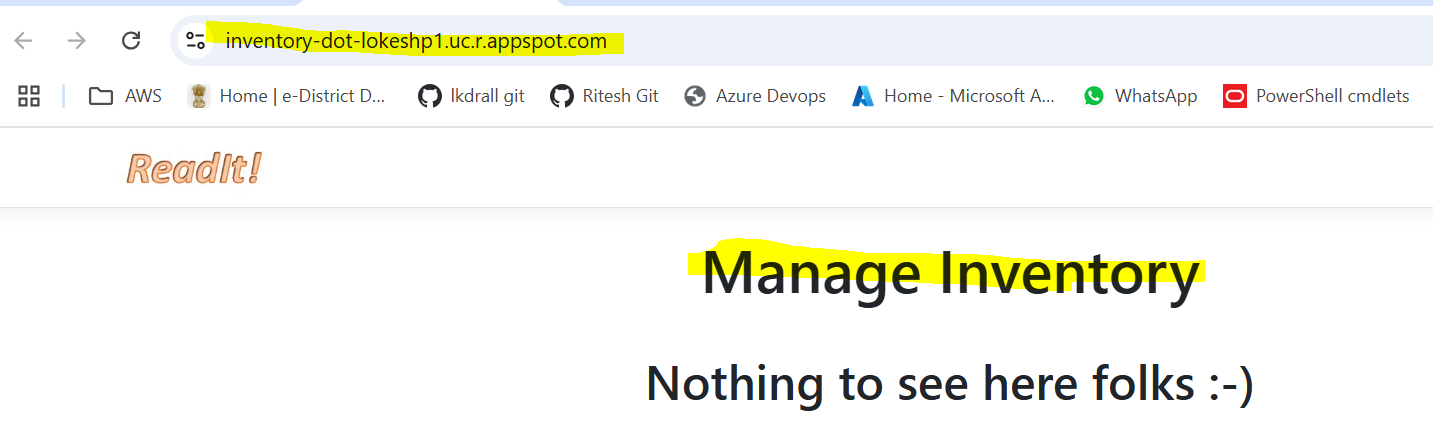 inventory-dot-lokeshp1.uc.r.appspot.com
AWS Home | e-District D... lkdrall git Ritesh Git Azure Devops Home - Microsoft A... WhatsApp PowerShell cmdlets
ReadIt!
Manage Inventory
Nothing to see here folks :-)